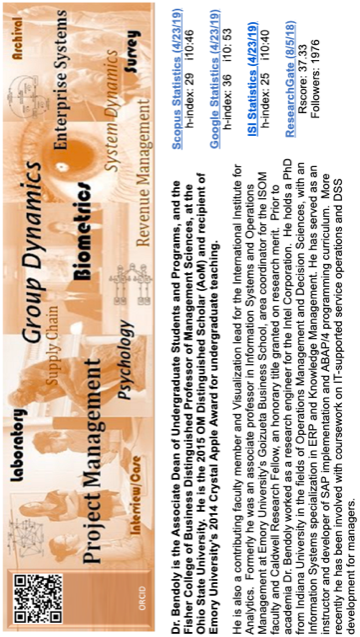 Laboratory
Group Dynamics
Archival
Supply Chain
Enterprise Systems
Project Management
Biometrics
Psychology
System Dynamics
Survey
Interview/Case
Revenue Management
ORCID
Dr. Bendoly is the Associate Dean of Undergraduate Students and Programs, and the
Fisher College of Business Distinguished Professor of Management Sciences, at the
Ohio State University. He is the 2015 OM Distinguished Scholar (AoM) and recipient of
Emory University's 2014 Crystal Apple Award for undergraduate teaching.
He is also a contributing faculty member and Visualization lead for the International Institute for
Analytics. Formerly he was an associate professor in Information Systems and Operations
Management at Emory University's Goizueta Business School, area coordinator for the ISOM
faculty and Caldwell Research Fellow, an honorary title granted on research merit. Prior to
academia Dr. Bendoly worked as a research engineer for the Intel Corporation. He holds a PhD
from Indiana University in the fields of Operations Management and Decision Sciences, with an
Information Systems specialization in ERP and Knowledge Management. He has served as an
instructor and developer of SAP implementation and ABAP/4 programming curriculum. More
recently he has been involved with coursework on IT-supported service operations and DSS
development for managers.
Scopus Statistics (4/23/19)
h-index: 29 i10:46
Google Statistics (4/23/19)
h-index: 36 i10: 53
ISI Statistics (4/23/19)
h-index: 25 i10:40
ResearchGate (8/5/18)
Rscore: 37.33
Followers: 1976